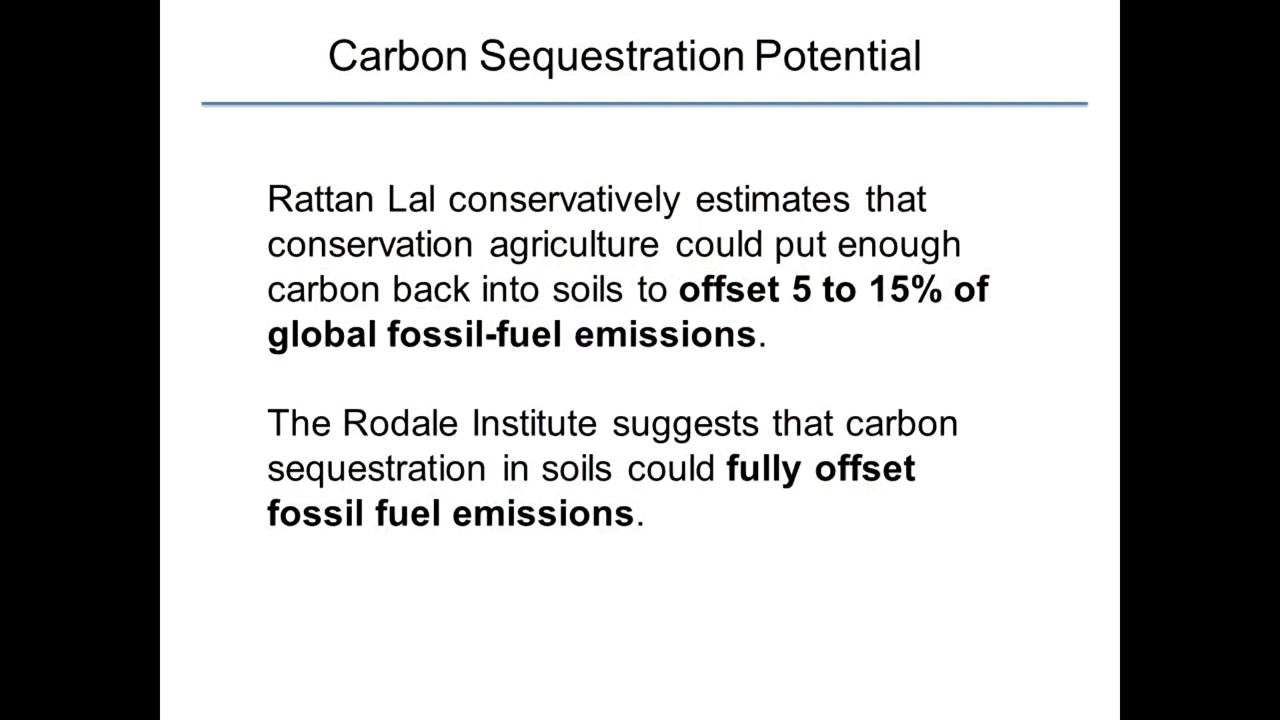 Carbon Sequestration Potential
Rattan Lal conservatively estimates that
conservation agriculture could put enough
carbon back into soils to offset 5 to 15% of
global fossil-fuel emissions.
The Rodale Institute suggests that carbon
sequestration in soils could fully offset
fossil fuel emissions.